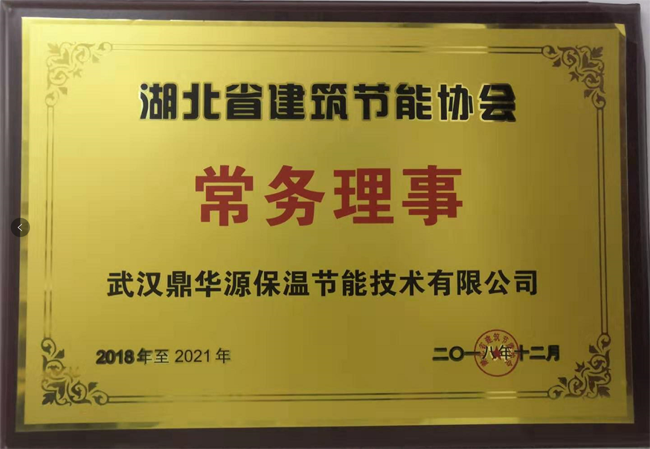 湖北省建筑节能协会
常务理事
武汉鼎华源保温节能技术有限公司
2018年至2021年
二〇一八年十二月